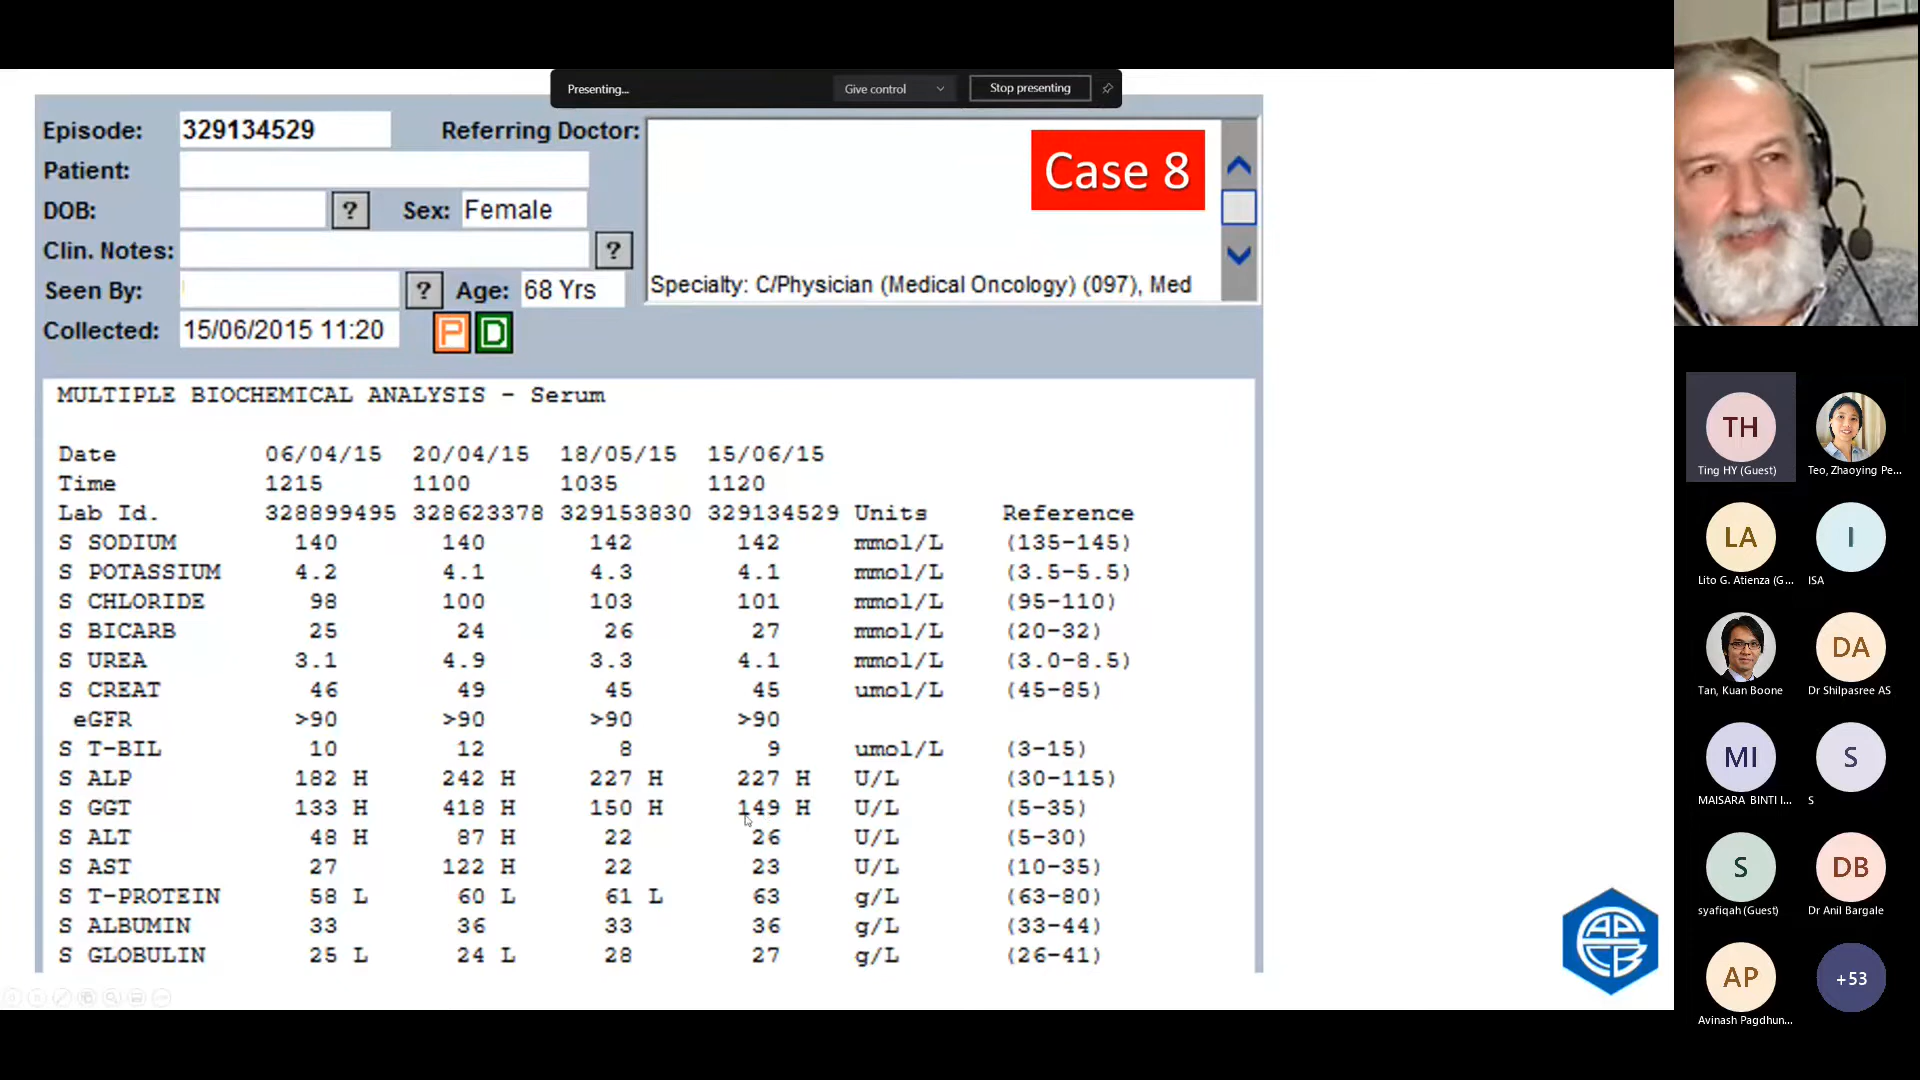 Presenting...
Give control
Stop presenting
Episode: 329134529 Referring Doctor:
Case 8
Patient:
DOB: ? Sex: Female
Clin. Notes: ?
Seen By: ? Age: 68 Yrs
Specialty: C/Physician (Medical Oncology) (097), Med
Collected: 15/06/2015 11:20 P D
MULTIPLE BIOCHEMICAL ANALYSIS - Serum
Date 06/04/15 20/04/15 18/05/15 15/06/15
Time 1215 1100 1035 1120
Lab Id. 328899495 328623378 329153830 329134529 Units Reference
S SODIUM 140 140 142 142 mmol/L (135-145)
S POTASSIUM 4.2 4.1 4.3 4.1 mmol/L (3.5-5.5)
S CHLORIDE 98 100 103 101 mmol/L (95-110)
S BICARB 25 24 26 27 mmol/L (20-32)
S UREA 3.1 4.9 3.3 4.1 mmol/L (3.0-8.5)
S CREAT 46 49 45 45 umol/L (45-85)
eGFR >90 >90 >90 >90
S T-BIL 10 12 8 9 umol/L (3-15)
S ALP 182 H 242 H 227 H 227 H U/L (30-115)
S GGT 133 H 418 H 150 H 149 H U/L (5-35)
S ALT 48 H 87 H 22 26 U/L (5-30)
S AST 27 122 H 22 23 U/L (10-35)
S T-PROTEIN 58 L 60 L 61 L 63 g/L (63-80)
S ALBUMIN 33 36 33 36 g/L (33-44)
S GLOBULIN 25 L 24 L 28 27 g/L (26-41)
APFCB
TH
Ting HY (Guest)
Teo, Zhaoying Pe...
LA I
Lito G. Atienza (G... ISA
DA
Tan, Kuan Boone Dr Shilpasree AS
MI S
MAISARA BINTI I... S
S DB
syafiqah (Guest) Dr Anil Bargale
AP +53
Avinash Pagdhun...